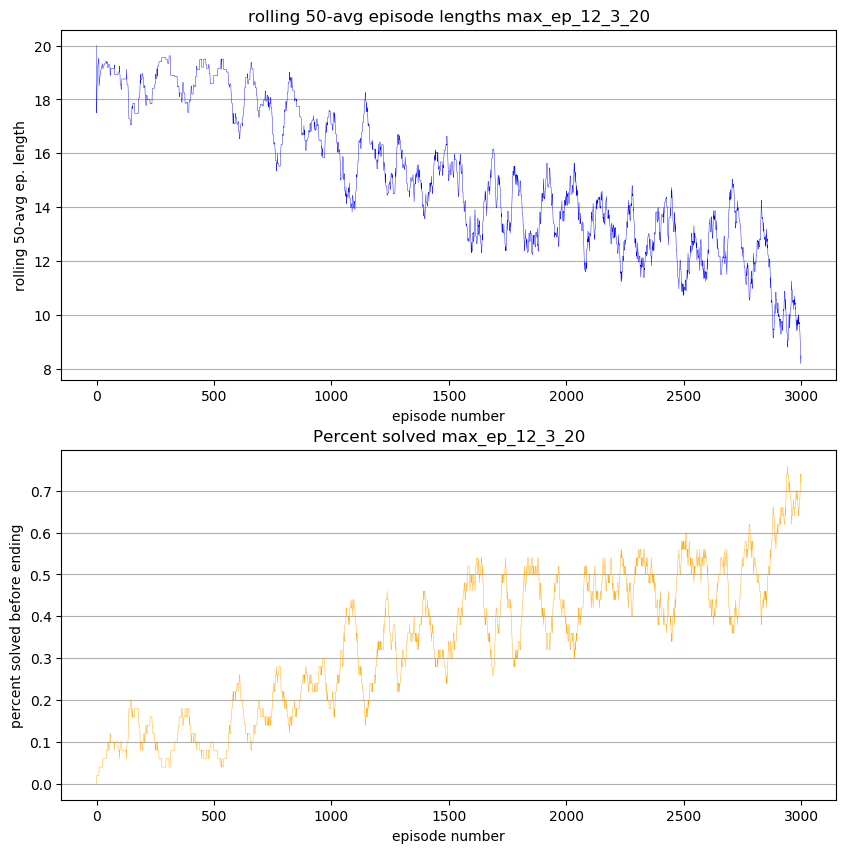 rolling 50-avg episode lengths max_ep_12_3_20
rolling 50-avg ep. length
20
18
16
14
12
10
8
0 500 1000 1500 2000 2500 3000
episode number
Percent solved max_ep_12_3_20
percent solved before ending
0.7
0.6
0.5
0.4
0.3
0.2
0.1
0.0
0 500 1000 1500 2000 2500 3000
episode number